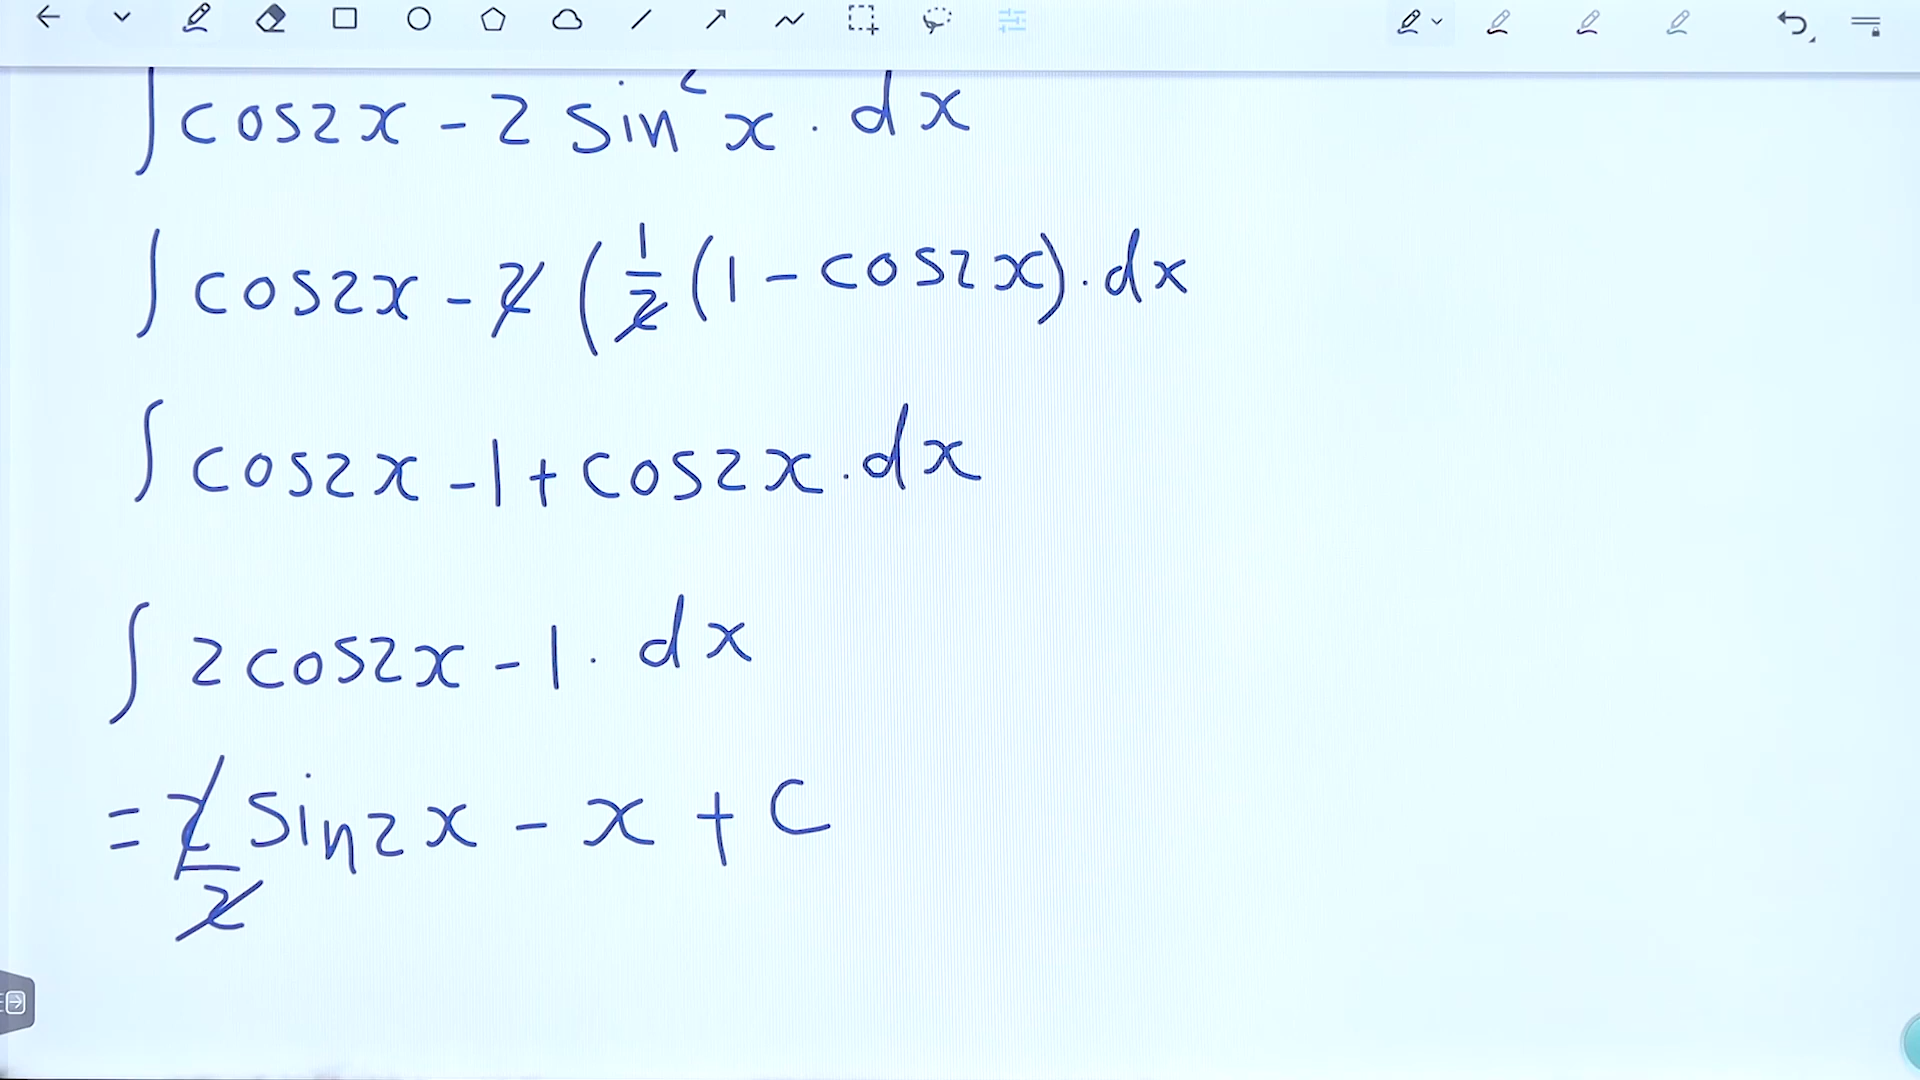 ∫ cos2x - 2 sin² x . dx
∫ cos2x - 2 ( 1/2 (1 - cos2x) . dx
∫ cos2x - 1 + cos2x . dx
∫ 2cos2x - 1 . dx
= 2/2 sin2x - x + C